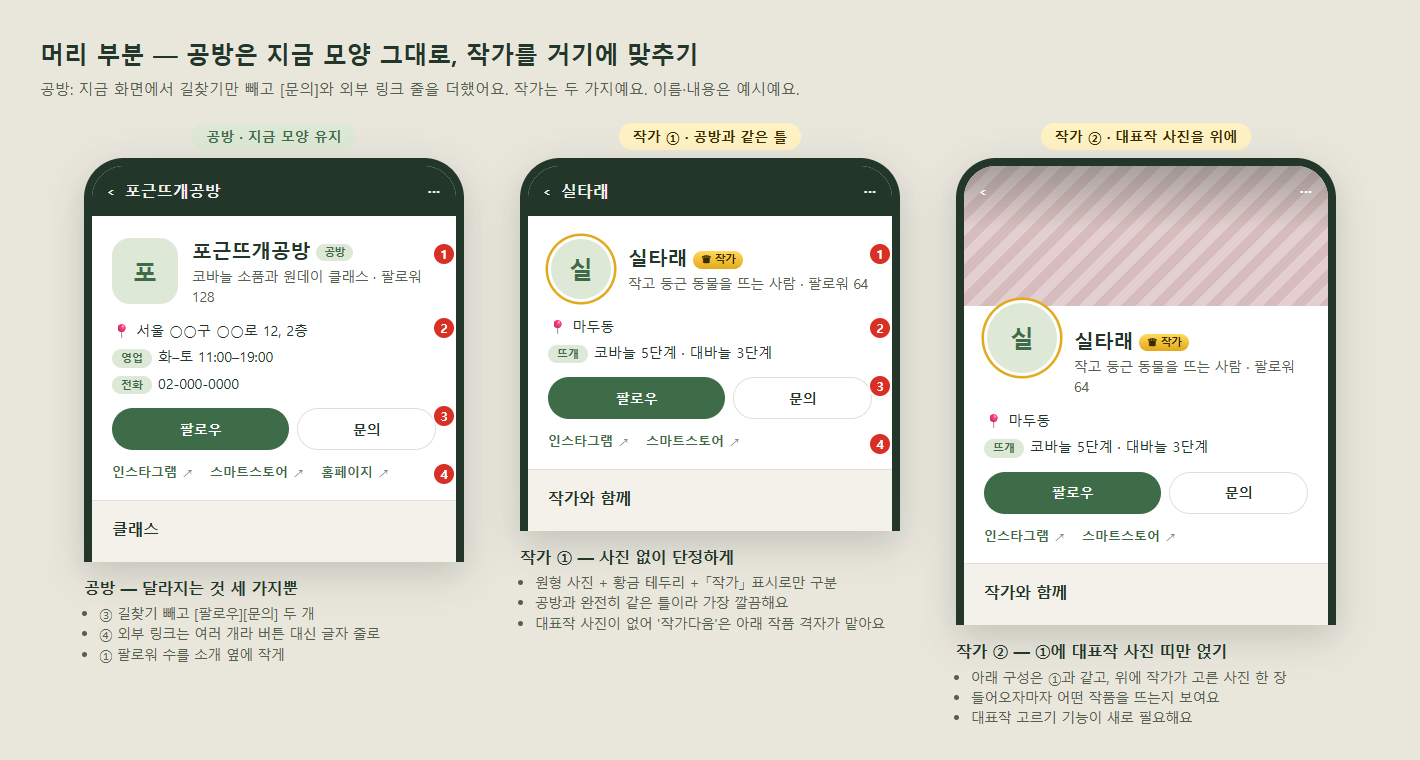 머리 부분 — 공방은 지금 모양 그대로, 작가를 거기에 맞추기
공방: 지금 화면에서 길찾기만 빼고 [문의]와 외부 링크 줄을 더했어요. 작가는 두 가지예요. 이름·내용은 예시예요.
공방 · 지금 모양 유지
< 포근뜨개공방 ···
포
포근뜨개공방 공방
1
코바늘 소품과 원데이 클래스 · 팔로워
128
서울 ○○구 ○○로 12, 2층
2
영업 화–토 11:00–19:00
전화 02-000-0000
팔로우 문의
3
인스타그램 ↗ 스마트스토어 ↗ 홈페이지 ↗
4
클래스
공방 — 달라지는 것 세 가지뿐
• ③ 길찾기 빼고 [팔로우][문의] 두 개
• ④ 외부 링크는 여러 개라 버튼 대신 글자 줄로
• ① 팔로워 수를 소개 옆에 작게
작가 ① · 공방과 같은 틀
< 실타래 ···
실
실타래 ♛ 작가
1
작고 둥근 동물을 뜨는 사람 · 팔로워 64
마두동
2
뜨개 코바늘 5단계 · 대바늘 3단계
팔로우 문의
3
인스타그램 ↗ 스마트스토어 ↗
4
작가와 함께
작가 ① — 사진 없이 단정하게
• 원형 사진 + 황금 테두리 + 「작가」 표시로만 구분
• 공방과 완전히 같은 틀이라 가장 깔끔해요
• 대표작 사진이 없어 '작가다움'은 아래 작품 격자가 맡아요
작가 ② · 대표작 사진을 위에
< ···
실
실타래 ♛ 작가
작고 둥근 동물을 뜨는 사람 · 팔로워
64
마두동
뜨개 코바늘 5단계 · 대바늘 3단계
팔로우 문의
인스타그램 ↗ 스마트스토어 ↗
작가와 함께
작가 ② — ①에 대표작 사진 띠만 얹기
• 아래 구성은 ①과 같고, 위에 작가가 고른 사진 한 장
• 들어오자마자 어떤 작품을 뜨는지 보여요
• 대표작 고르기 기능이 새로 필요해요